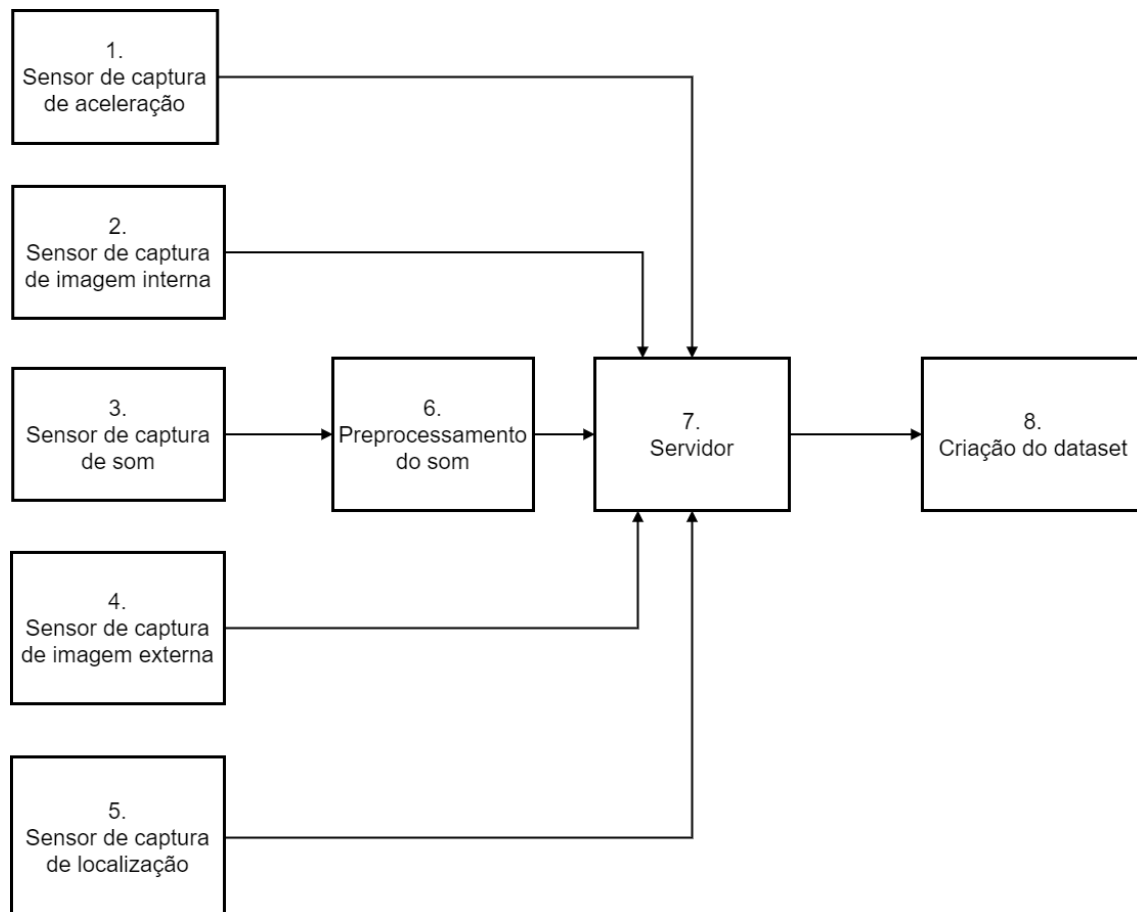 1.
Sensor de captura
de aceleração
2.
Sensor de captura
de imagem interna
3.
Sensor de captura
de som
6.
Preprocessamento
do som
7.
Servidor
8.
Criação do dataset
4.
Sensor de captura
de imagem externa
5.
Sensor de captura
de localização